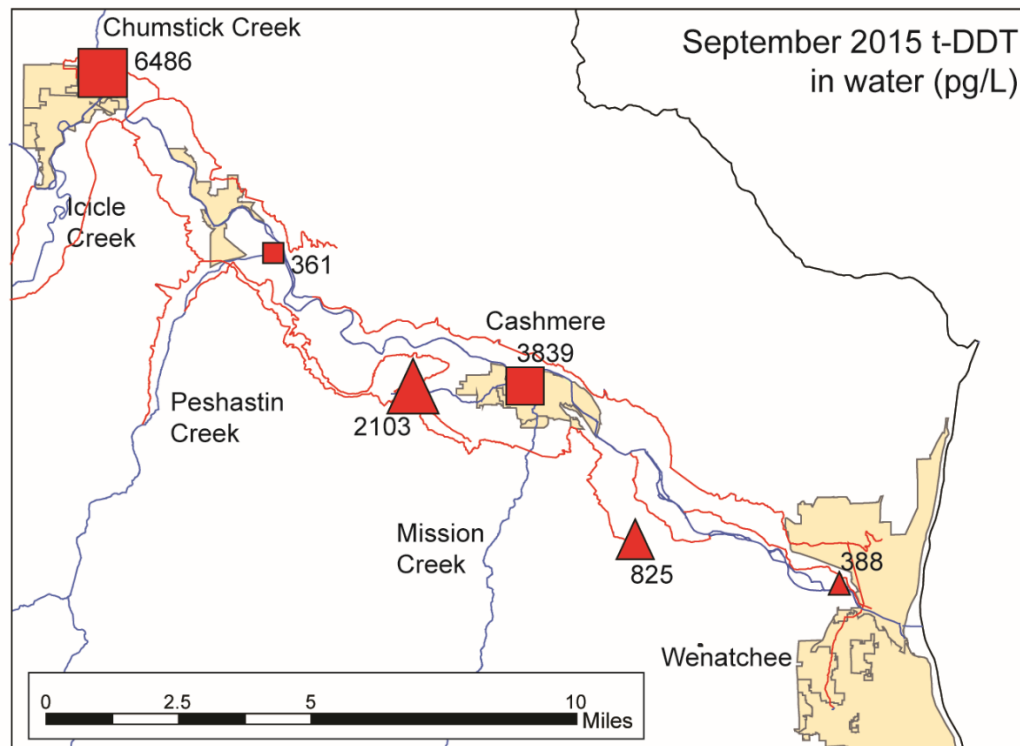 Chumstick Creek
6486
September 2015 t-DDT
in water (pg/L)
Icicle
Creek
361
Cashmere
3839
Peshastin
Creek
2103
Mission
Creek
825
388
Wenatchee
0 2.5 5 10
Miles